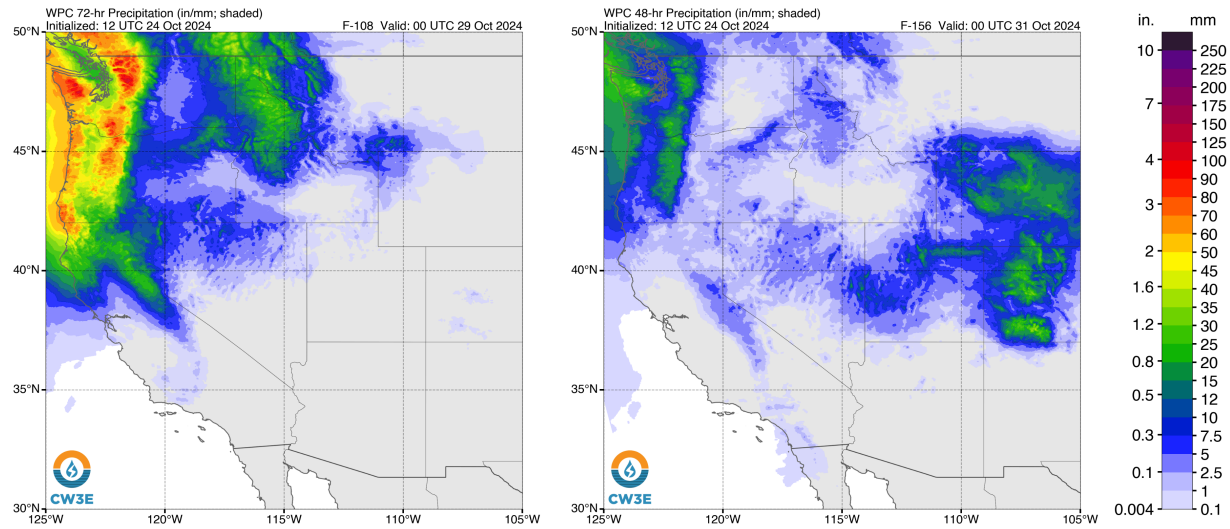 WPC 72-hr Precipitation (in/mm; shaded)
Initialized: 12 UTC 24 Oct 2024 F-108 Valid: 00 UTC 29 Oct 2024
50°N
45°N
40°N
35°N
30°N
125°W 120°W 115°W 110°W 105°W
CW3E
WPC 48-hr Precipitation (in/mm; shaded)
Initialized: 12 UTC 24 Oct 2024 F-156 Valid: 00 UTC 31 Oct 2024
50°N
45°N
40°N
35°N
30°N
125°W 120°W 115°W 110°W 105°W
CW3E
in. mm
10 250
200
7 175
150
5 125
4 100
90
3 80
70
2 60
50
1.6 45
40
35
1.2 30
25
0.8 20
15
0.5 12
10
0.3 7.5
5
0.1 2.5
1
0.004 0.1